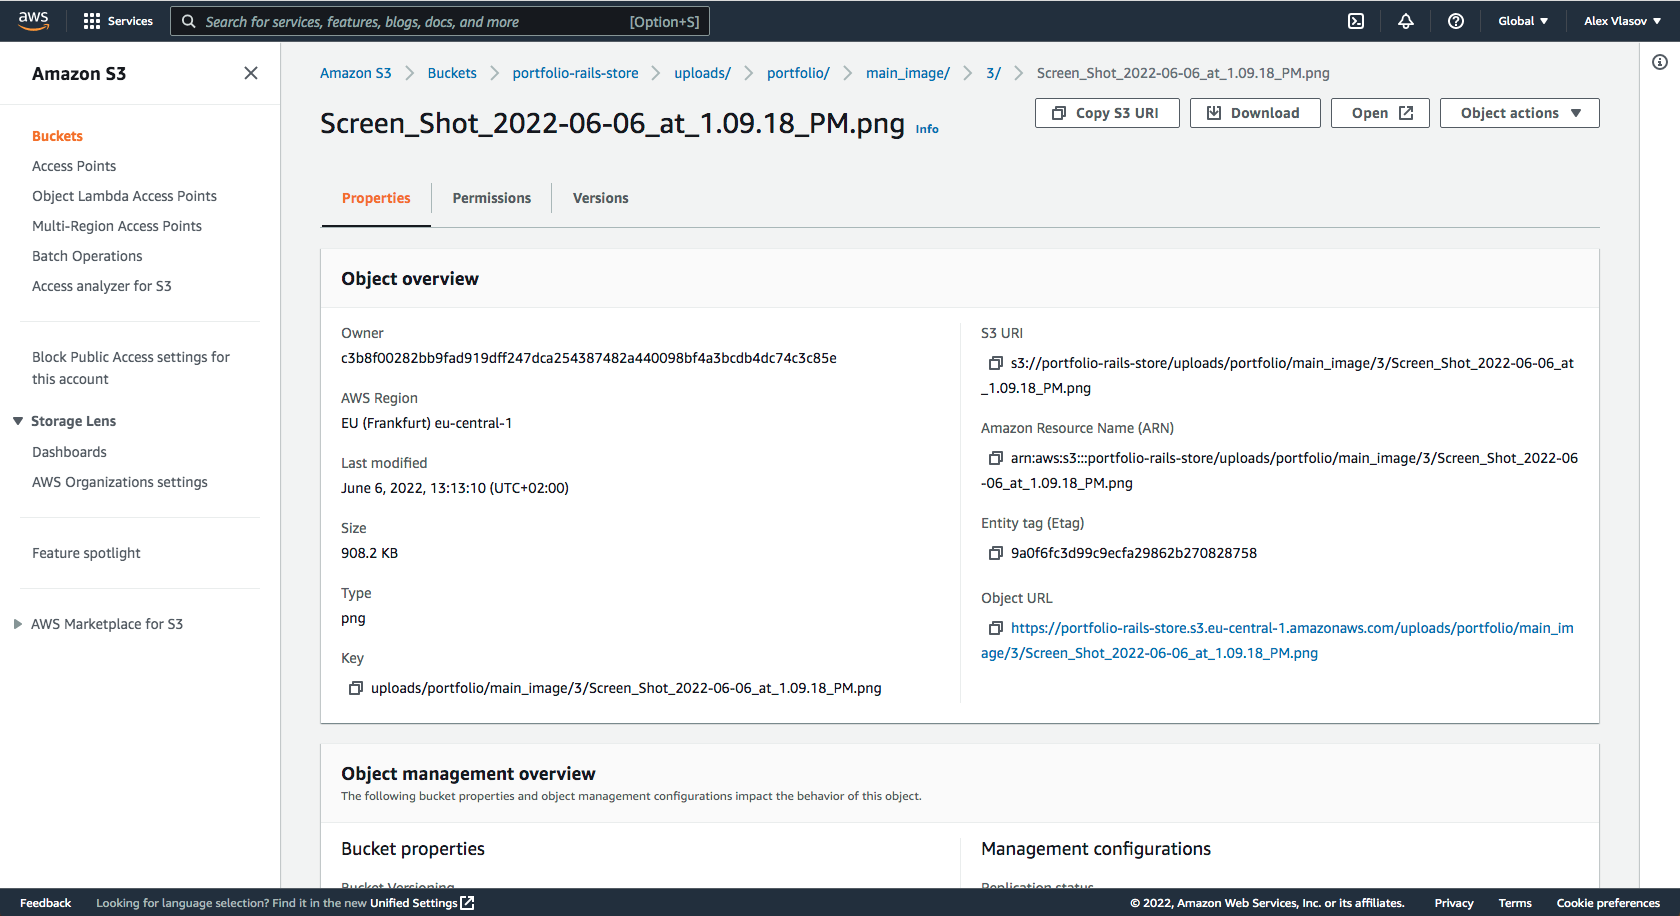 aws Services Search for services, features, blogs, docs, and more [Option+S] Global Alex Vlasov
Amazon S3
Buckets
Access Points
Object Lambda Access Points
Multi-Region Access Points
Batch Operations
Access analyzer for S3
Block Public Access settings for
this account
Storage Lens
Dashboards
AWS Organizations settings
Feature spotlight
AWS Marketplace for S3
Amazon S3 Buckets portfolio-rails-store uploads/ portfolio/ main_image/ 3/ Screen_Shot_2022-06-06_at_1.09.18_PM.png
Screen_Shot_2022-06-06_at_1.09.18_PM.png Info
Copy S3 URI Download Open Object actions
Properties Permissions Versions
Object overview
Owner
c3b8f00282bb9fad919dff247dca254387482a440098bf4a3bcdb4dc74c3c85e
AWS Region
EU (Frankfurt) eu-central-1
Last modified
June 6, 2022, 13:13:10 (UTC+02:00)
Size
908.2 KB
Type
png
Key
uploads/portfolio/main_image/3/Screen_Shot_2022-06-06_at_1.09.18_PM.png
S3 URI
s3://portfolio-rails-store/uploads/portfolio/main_image/3/Screen_Shot_2022-06-06_at
_1.09.18_PM.png
Amazon Resource Name (ARN)
arn:aws:s3:::portfolio-rails-store/uploads/portfolio/main_image/3/Screen_Shot_2022-06
-06_at_1.09.18_PM.png
Entity tag (Etag)
9a0f6fc3d99c9ecfa29862b270828758
Object URL
https://portfolio-rails-store.s3.eu-central-1.amazonaws.com/uploads/portfolio/main_im
age/3/Screen_Shot_2022-06-06_at_1.09.18_PM.png
Object management overview
The following bucket properties and object management configurations impact the behavior of this object.
Bucket properties
Bucket Versioning
Management configurations
Replication status
Feedback Looking for language selection? Find it in the new Unified Settings © 2022, Amazon Web Services, Inc. or its affiliates. Privacy Terms Cookie preferences